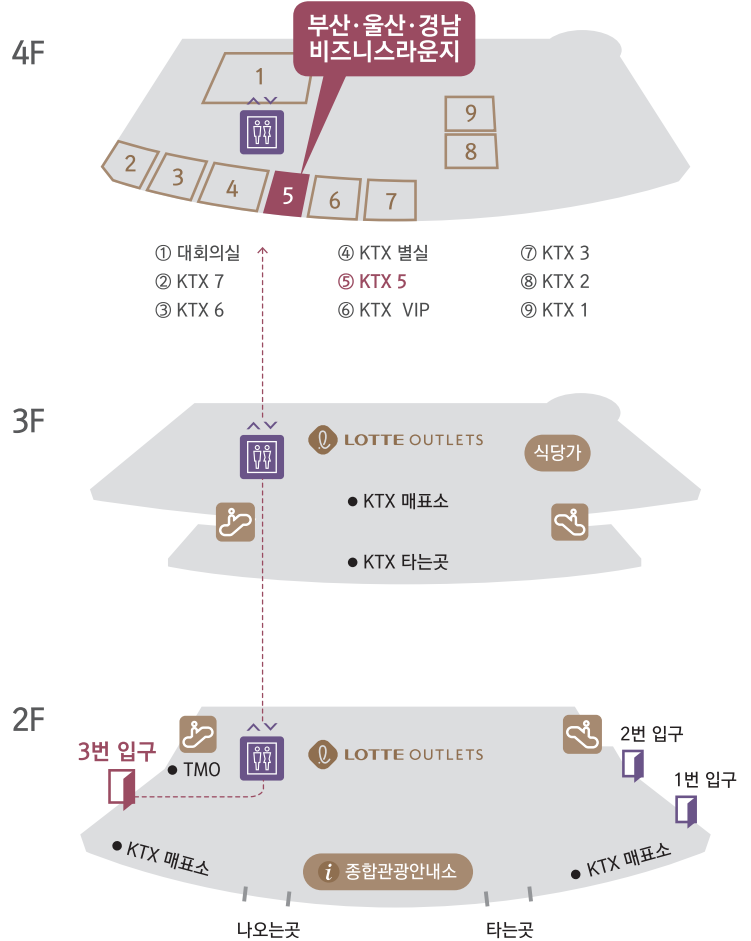 부산·울산·경남
비즈니스라운지
4F
1
9
8
2
3
4
5
6
7
① 대회의실
② KTX 7
③ KTX 6
④ KTX 별실
⑤ KTX 5
⑥ KTX VIP
⑦ KTX 3
⑧ KTX 2
⑨ KTX 1
3F
LOTTE OUTLETS
식당가
KTX 매표소
KTX 타는곳
2F
3번 입구
TMO
LOTTE OUTLETS
2번 입구
1번 입구
KTX 매표소
i 종합관광안내소
KTX 매표소
나오는곳
타는곳